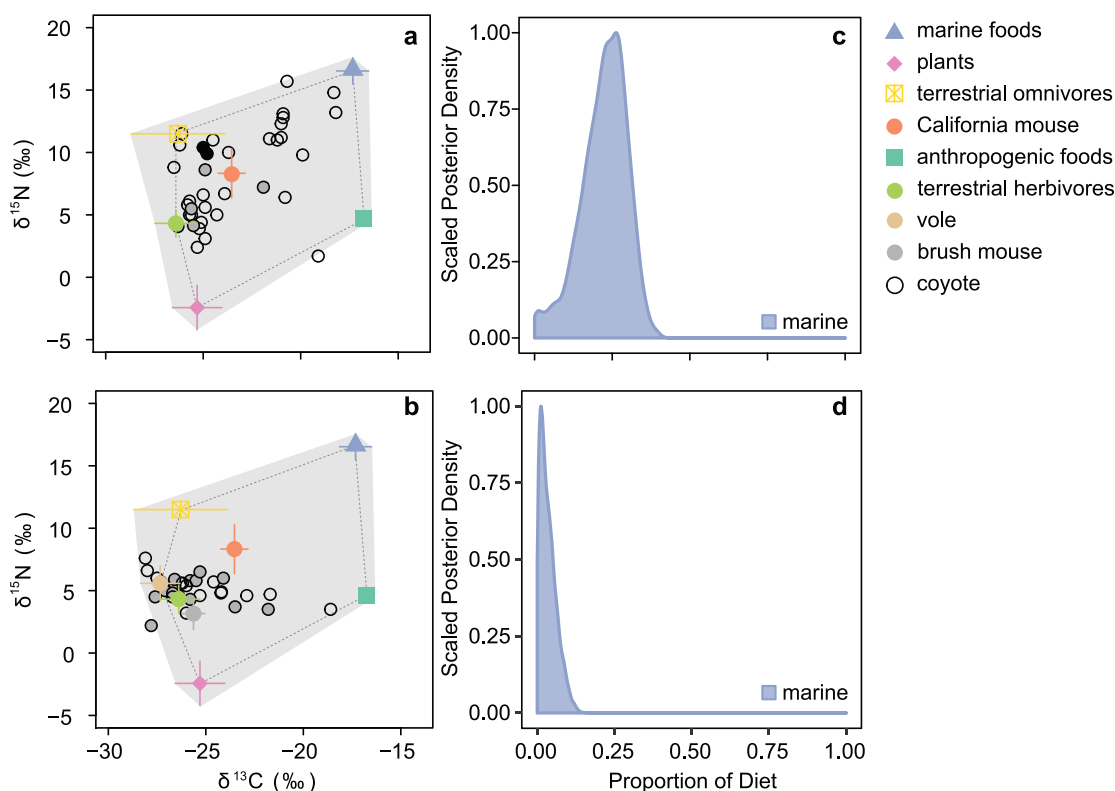 a
20
15
10
5
0
−5
δ15N (‰)
c
1.00
0.75
0.50
0.25
0.00
Scaled Posterior Density
marine
marine foods
plants
terrestrial omnivores
California mouse
anthropogenic foods
terrestrial herbivores
vole
brush mouse
coyote
b
20
15
10
5
0
−5
δ15N (‰)
−30
−25
−20
−15
δ13C (‰)
d
1.00
0.75
0.50
0.25
0.00
Scaled Posterior Density
marine
0.00
0.25
0.50
0.75
1.00
Proportion of Diet